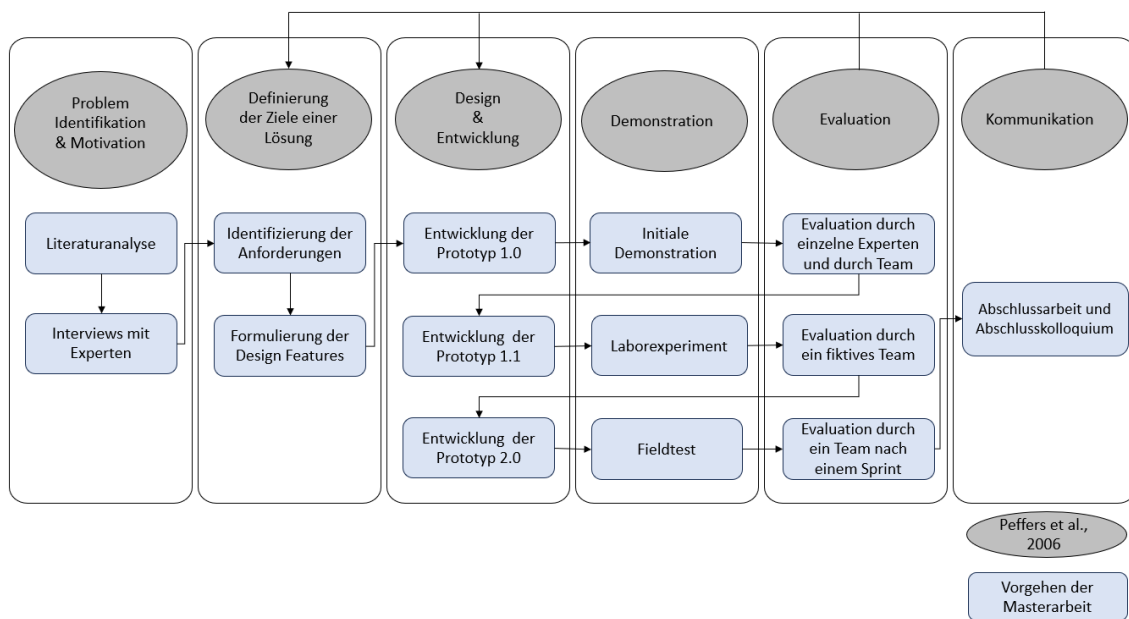 Problem
Identifikation
& Motivation
Definierung
der Ziele einer
Lösung
Design
&
Entwicklung
Demonstration
Evaluation
Kommunikation
Literaturanalyse
Interviews mit
Experten
Identifizierung der
Anforderungen
Formulierung der
Design Features
Entwicklung der
Prototyp 1.0
Initiale
Demonstration
Evaluation durch
einzelne Experten
und durch Team
Entwicklung der
Prototyp 1.1
Laborexperiment
Evaluation durch
ein fiktives Team
Entwicklung der
Prototyp 2.0
Fieldtest
Evaluation durch
ein Team nach
einem Sprint
Abschlussarbeit und
Abschlusskolloquium
Peffers et al.,
2006
Vorgehen der
Masterarbeit